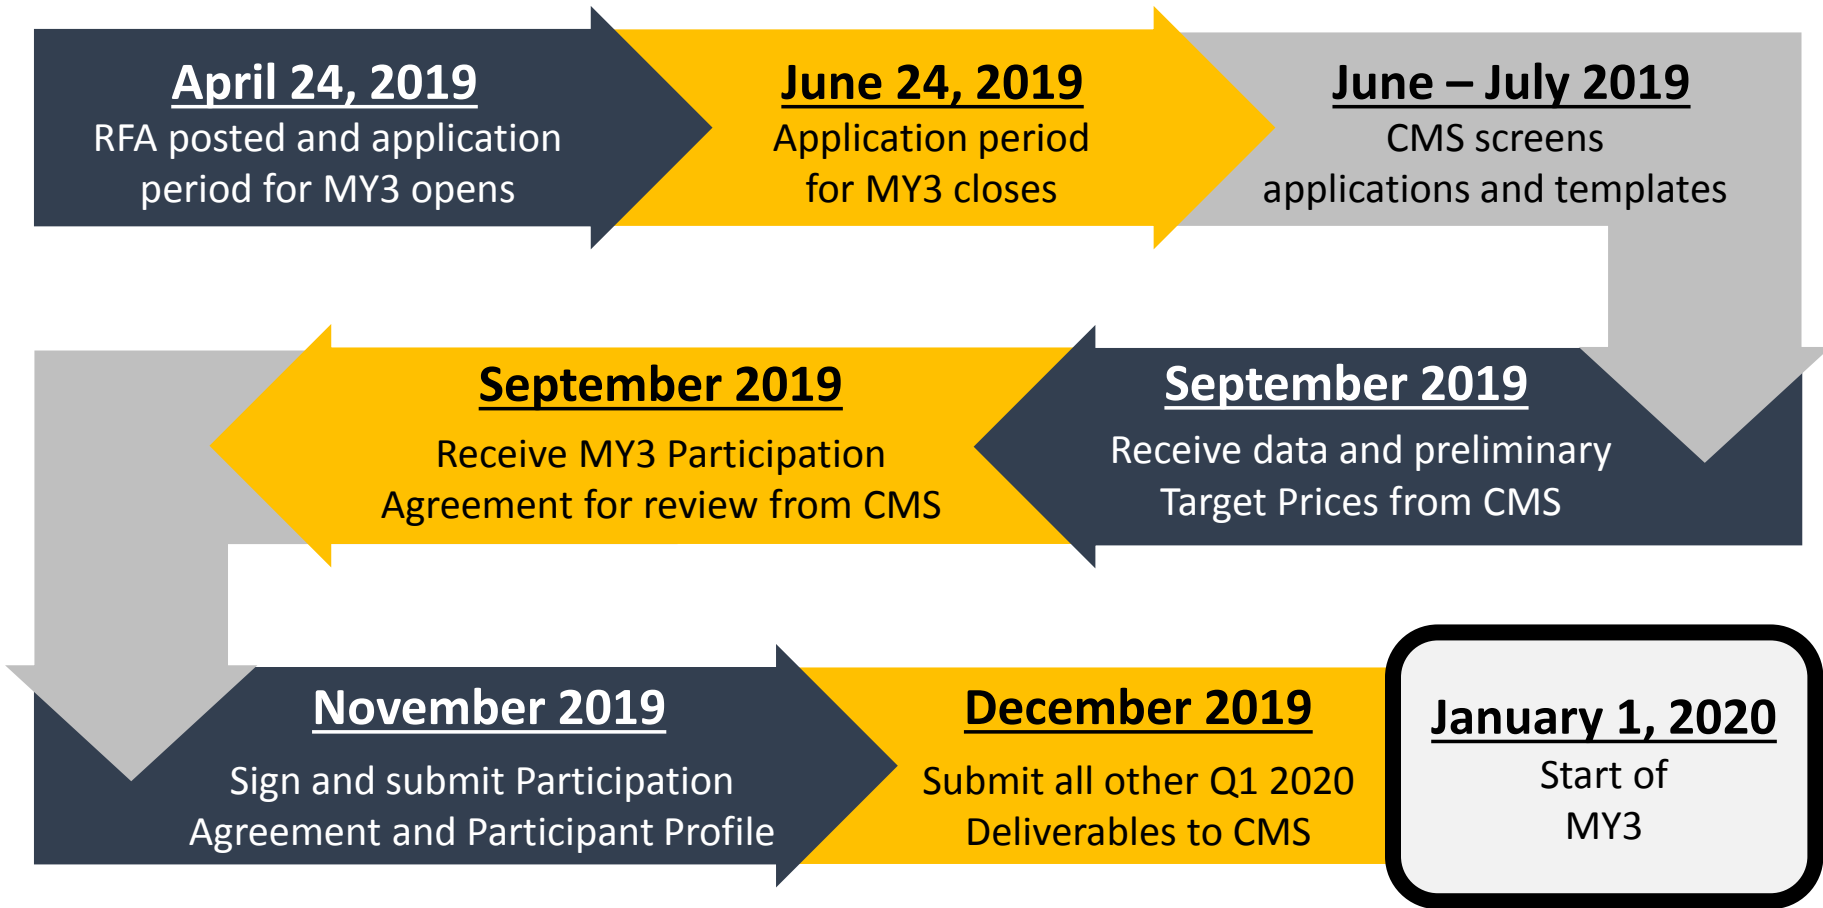 April 24, 2019
RFA posted and application
period for MY3 opens
June 24, 2019
Application period
for MY3 closes
June – July 2019
CMS screens
applications and templates
September 2019
Receive data and preliminary
Target Prices from CMS
September 2019
Receive MY3 Participation
Agreement for review from CMS
November 2019
Sign and submit Participation
Agreement and Participant Profile
December 2019
Submit all other Q1 2020
Deliverables to CMS
January 1, 2020
Start of
MY3